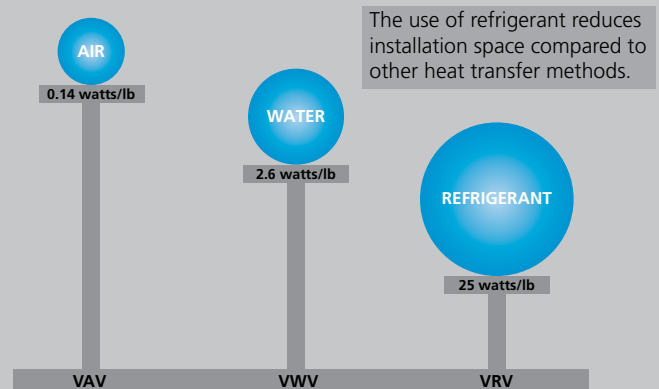 The use of refrigerant reduces
installation space compared to
other heat transfer methods.
AIR
0.14 watts/lb
WATER
2.6 watts/lb
REFRIGERANT
25 watts/lb
VAV
VWV
VRV